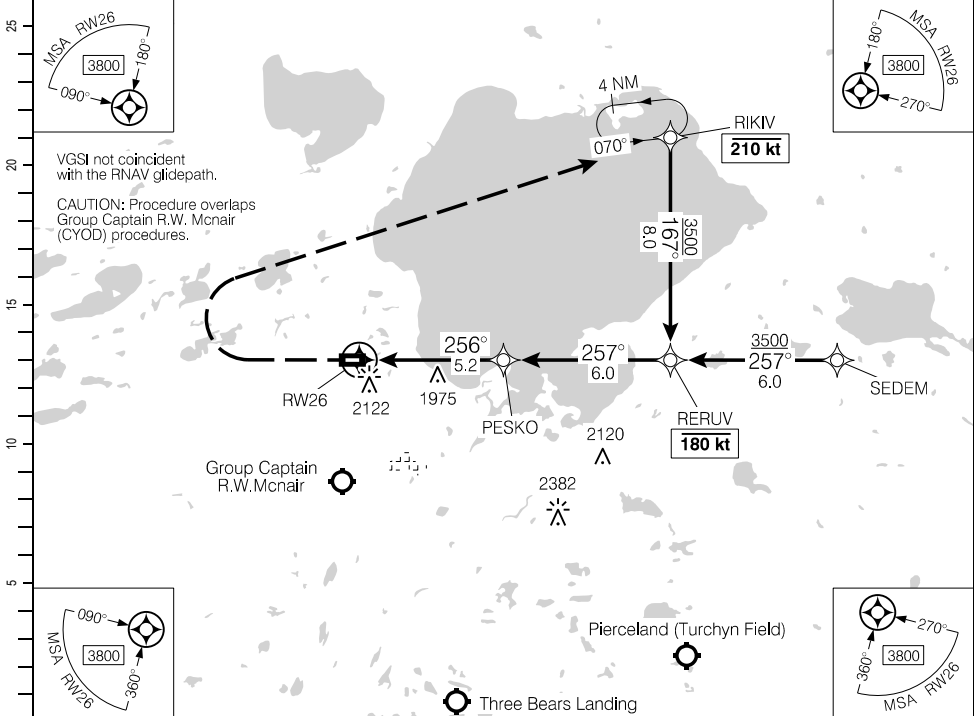 25
20
15
10
5
MSA RW26
3800
180°
090°
MSA RW26
3800
180°
270°
VGSI not coincident
with the RNAV glidepath.
CAUTION: Procedure overlaps
Group Captain R.W. Mcnair
(CYOD) procedures.
4 NM
070°
RIKIV
210 kt
3500
167°
8.0
256°
5.2
257°
6.0
3500
257°
6.0
RW26
2122
1975
PESKO
RERUV
180 kt
SEDEM
2120
2382
Group Captain
R.W.Mcnair
Pierceland (Turchyn Field)
Three Bears Landing
090°
MSA RW26
3800
360°
270°
3800
360°
MSA RW26